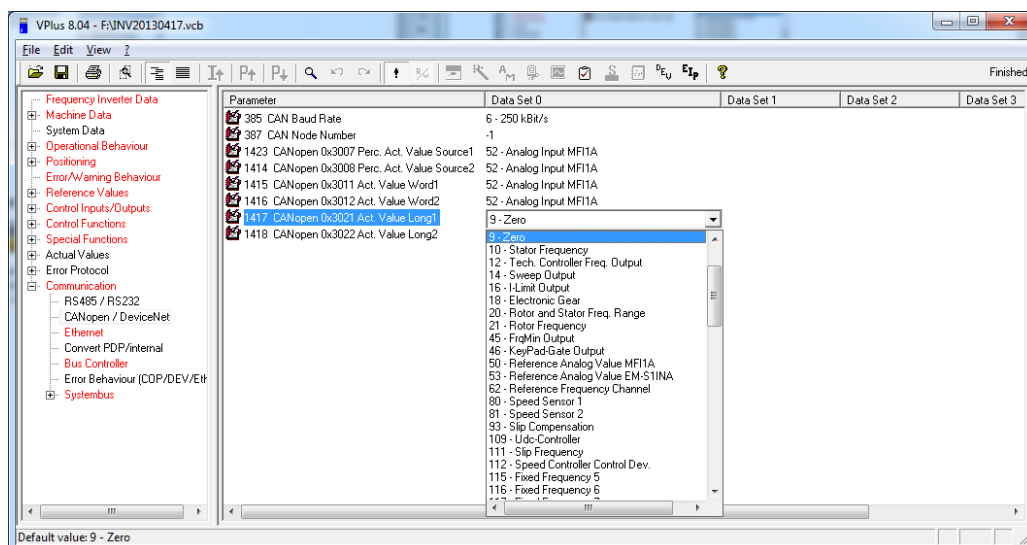 VPlus 8.04 - F:\INV20130417.vcb
File Edit View ?
Finished
Frequency Inverter Data
Machine Data
System Data
Operational Behaviour
Positioning
Error/Warning Behaviour
Reference Values
Control Inputs/Outputs
Control Functions
Special Functions
Actual Values
Error Protocol
Communication
RS485 / RS232
CANopen / DeviceNet
Ethernet
Convert PDP/internal
Bus Controller
Error Behaviour (COP/DEV/Eth
Systembus
Parameter Data Set 0 Data Set 1 Data Set 2 Data Set 3
385 CAN Baud Rate 6 - 250 kBit/s
387 CAN Node Number -1
1423 CANopen 0x3007 Perc. Act. Value Source1 52 - Analog Input MFI1A
1414 CANopen 0x3008 Perc. Act. Value Source2 52 - Analog Input MFI1A
1415 CANopen 0x3011 Act. Value Word1 52 - Analog Input MFI1A
1416 CANopen 0x3012 Act. Value Word2 52 - Analog Input MFI1A
1417 CANopen 0x3021 Act. Value Long1 9 - Zero
1418 CANopen 0x3022 Act. Value Long2
9 - Zero
10 - Stator Frequency
12 - Tech. Controller Freq. Output
14 - Sweep Output
16 - I-Limit Output
18 - Electronic Gear
20 - Rotor and Stator Freq. Range
21 - Rotor Frequency
45 - FrqMin Output
46 - KeyPad-Gate Output
50 - Reference Analog Value MFI1A
53 - Reference Analog Value EM-S1INA
62 - Reference Frequency Channel
80 - Speed Sensor 1
81 - Speed Sensor 2
93 - Slip Compensation
109 - Udc-Controller
111 - Slip Frequency
112 - Speed Controller Control Dev.
115 - Fixed Frequency 5
116 - Fixed Frequency 6
Default value: 9 - Zero